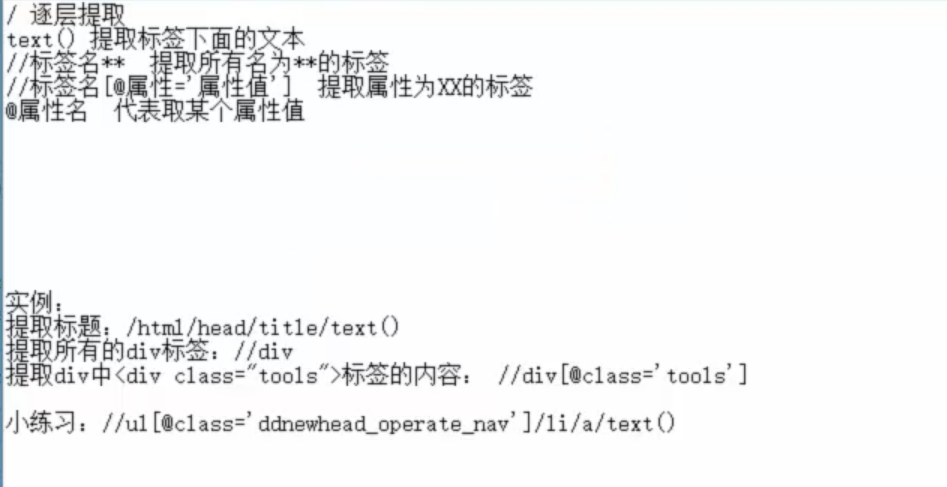 / 逐层提取
text() 提取标签下面的文本
//标签名** 提取所有名为**的标签
//标签名[@属性='属性值'] 提取属性为XX的标签
@属性名 代表取某个属性值
实例：
提取标题：/html/head/title/text()
提取所有的div标签：//div
提取div中<div class="tools">标签的内容： //div[@class='tools']
小练习：//ul[@class='ddnewhead_operate_nav']/li/a/text()